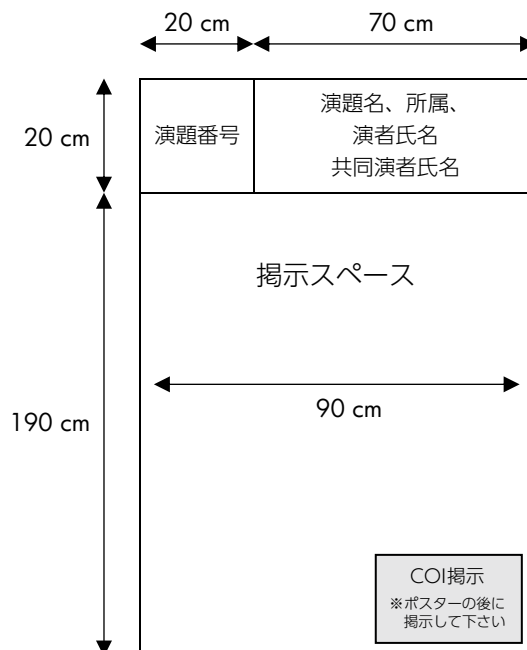 20 cm
70 cm
20 cm
演題番号
演題名、所属、
演者氏名
共同演者氏名
掲示スペース
90 cm
190 cm
COI掲示
※ポスターの後に
掲示して下さい